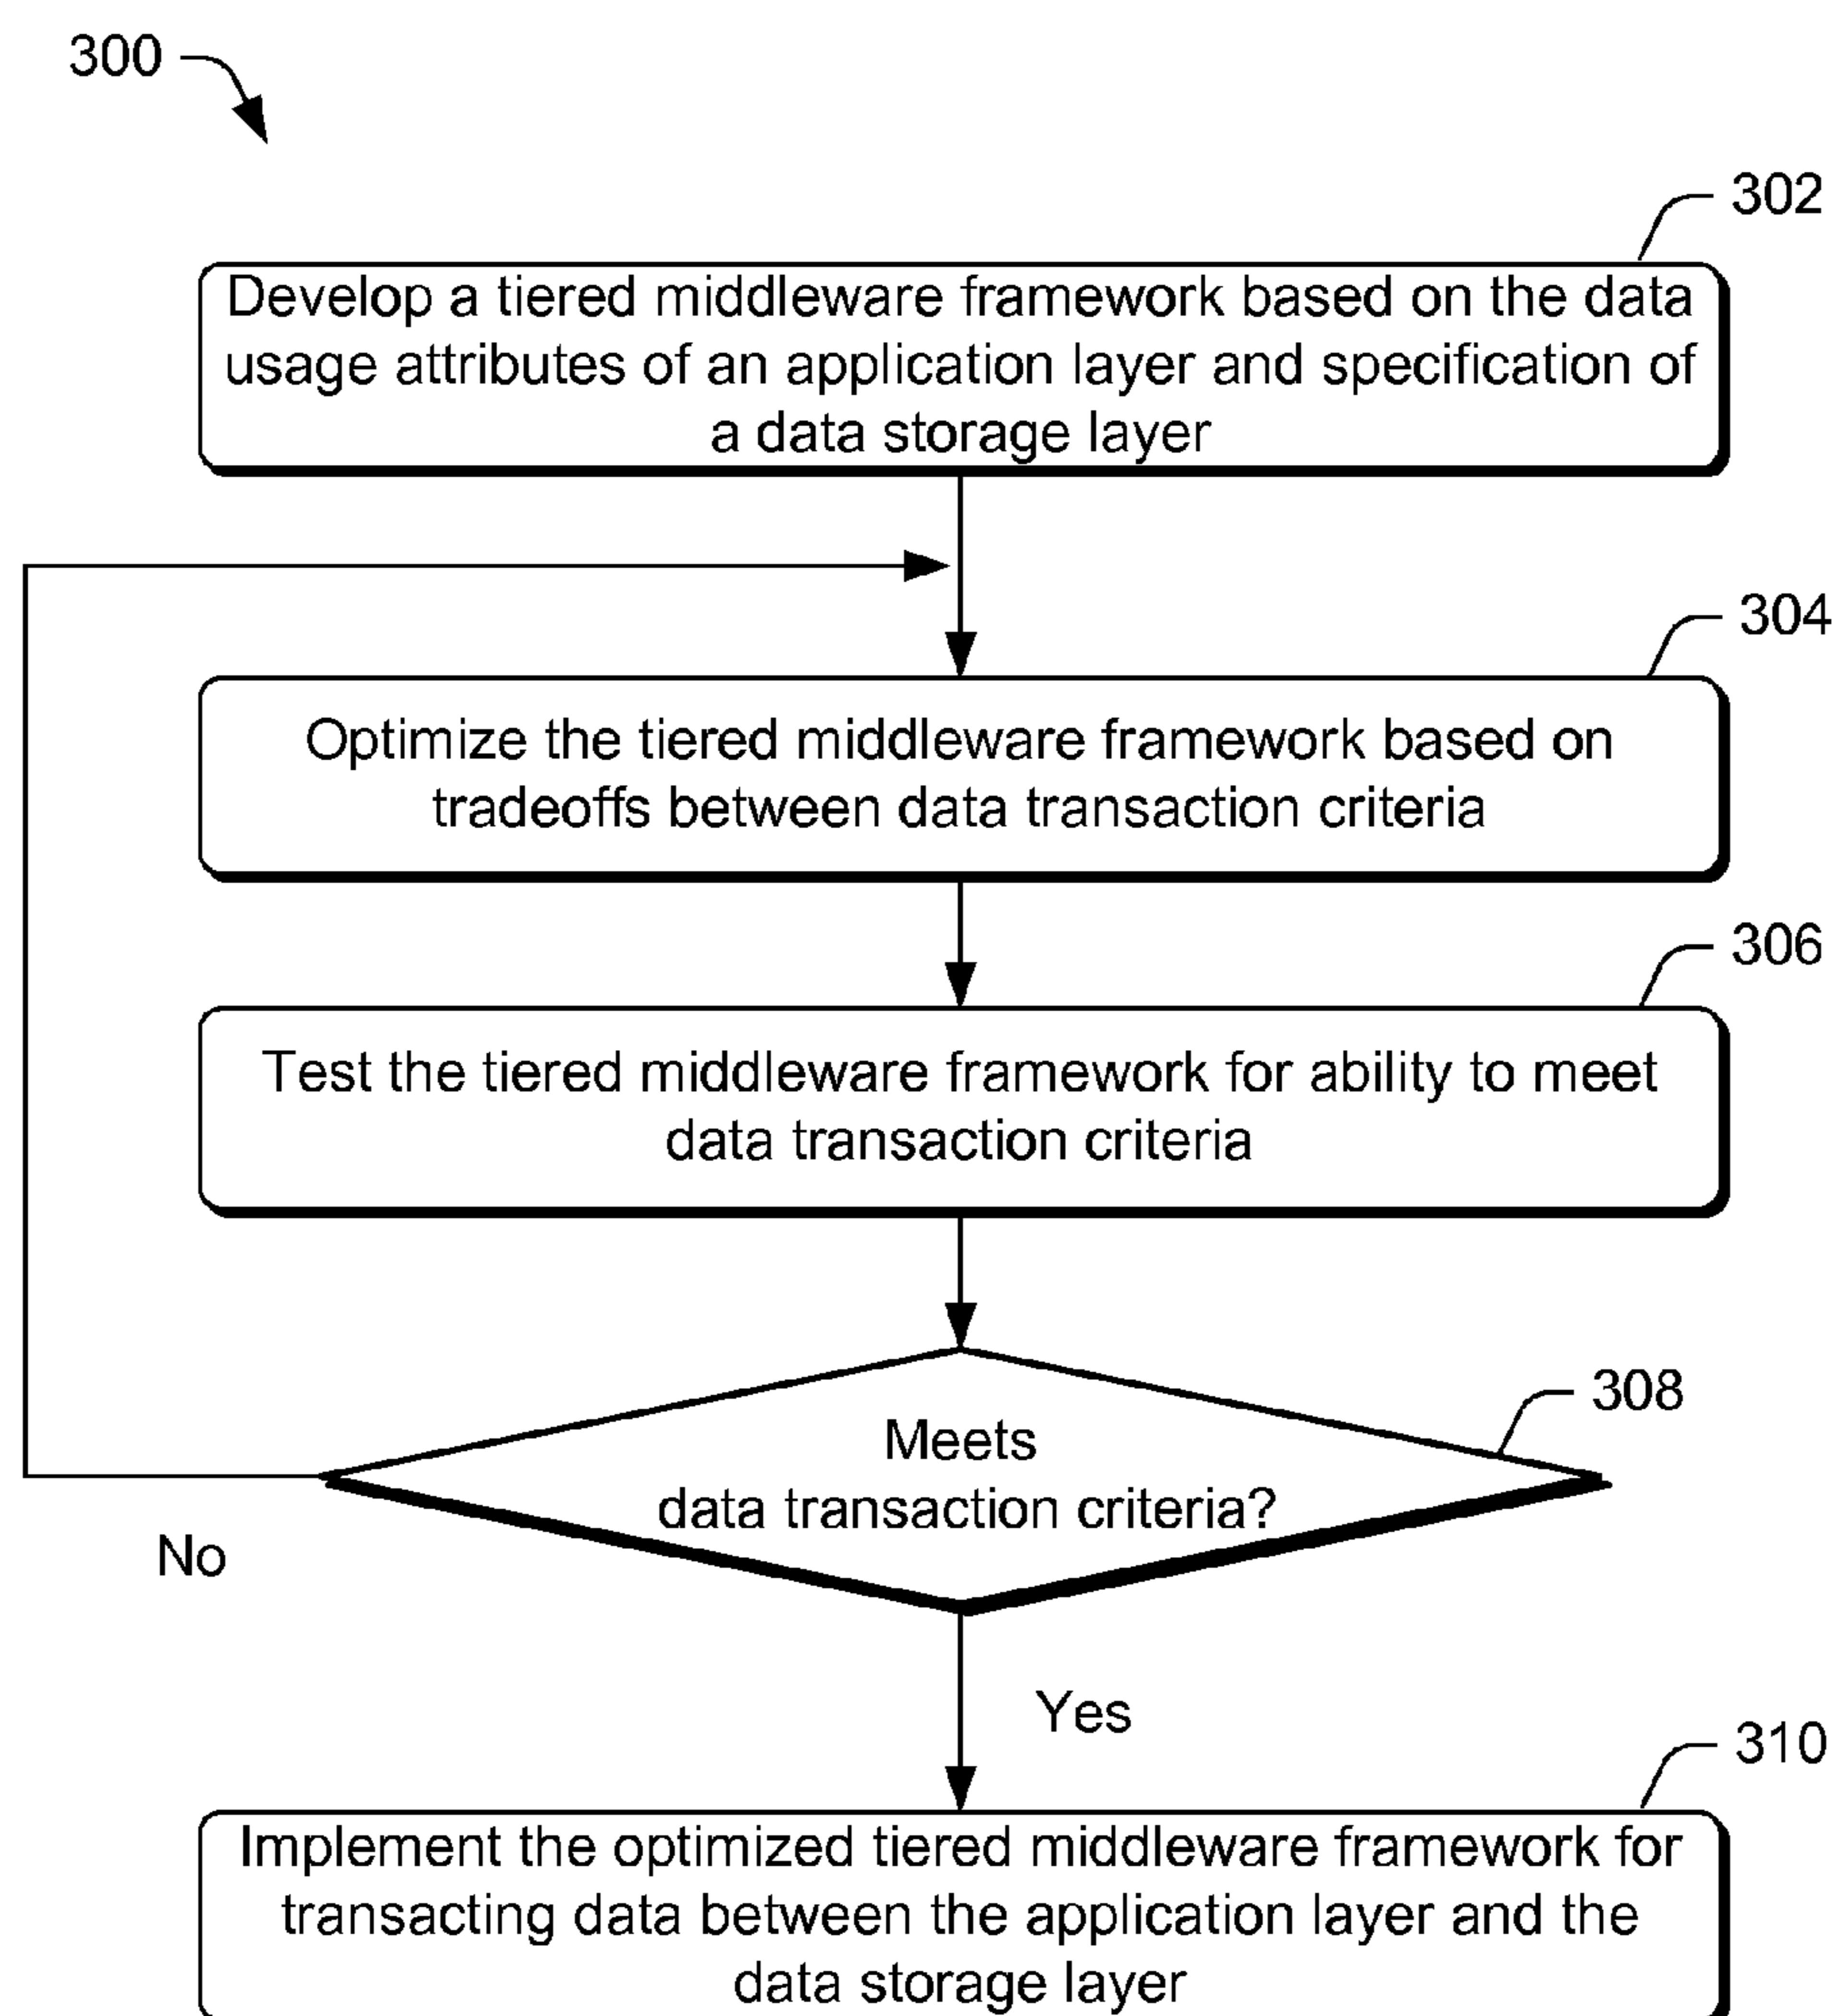 300
302
Develop a tiered middleware framework based on the data
usage attributes of an application layer and specification of
a data storage layer
304
Optimize the tiered middleware framework based on
tradeoffs between data transaction criteria
306
Test the tiered middleware framework for ability to meet
data transaction criteria
308
Meets
data transaction criteria?
No
Yes
310
Implement the optimized tiered middleware framework for
transacting data between the application layer and the
data storage layer